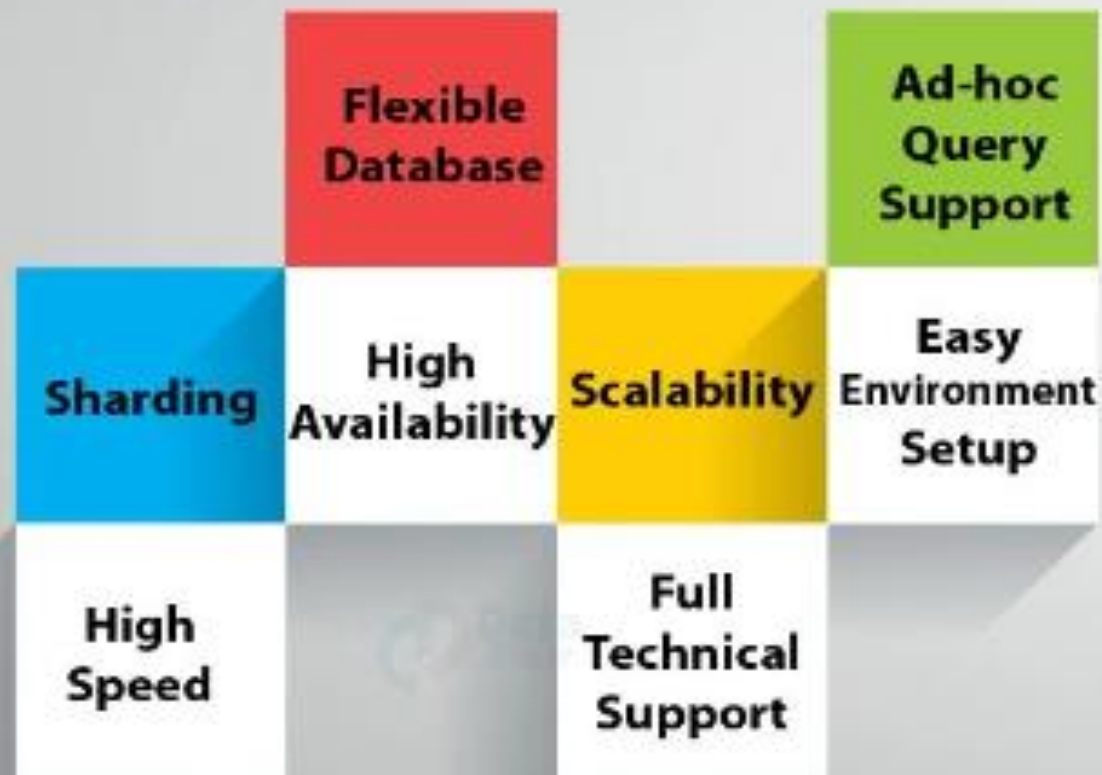 Flexible
Database
Ad-hoc
Query
Support
Sharding
High
Availability
Scalability
Easy
Environment
Setup
High
Speed
Full
Technical
Support